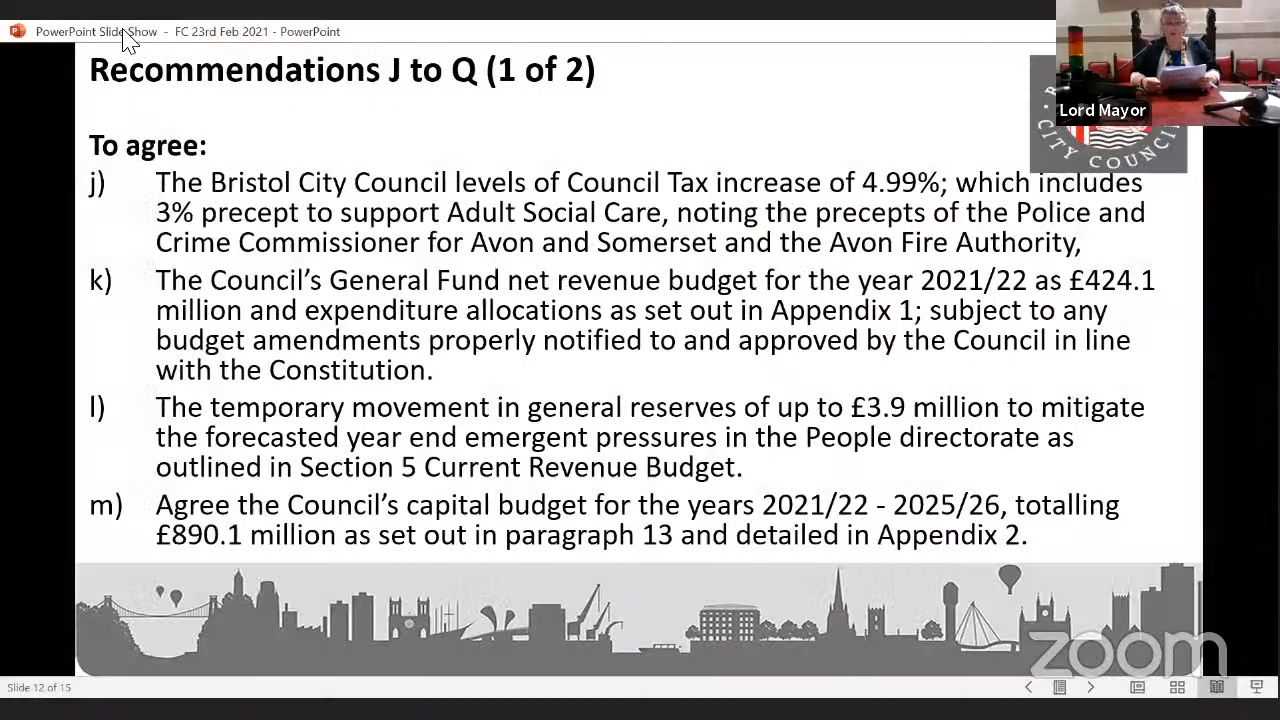 PowerPoint Slide Show - FC 23rd Feb 2021 - PowerPoint
Recommendations J to Q (1 of 2)
Lord Mayor
CITY COUNCIL
To agree:
j) The Bristol City Council levels of Council Tax increase of 4.99%; which includes
3% precept to support Adult Social Care, noting the precepts of the Police and
Crime Commissioner for Avon and Somerset and the Avon Fire Authority,
k) The Council's General Fund net revenue budget for the year 2021/22 as £424.1
million and expenditure allocations as set out in Appendix 1; subject to any
budget amendments properly notified to and approved by the Council in line
with the Constitution.
l) The temporary movement in general reserves of up to £3.9 million to mitigate
the forecasted year end emergent pressures in the People directorate as
outlined in Section 5 Current Revenue Budget.
m) Agree the Council's capital budget for the years 2021/22 - 2025/26, totalling
£890.1 million as set out in paragraph 13 and detailed in Appendix 2.
zoom
Slide 12 of 15